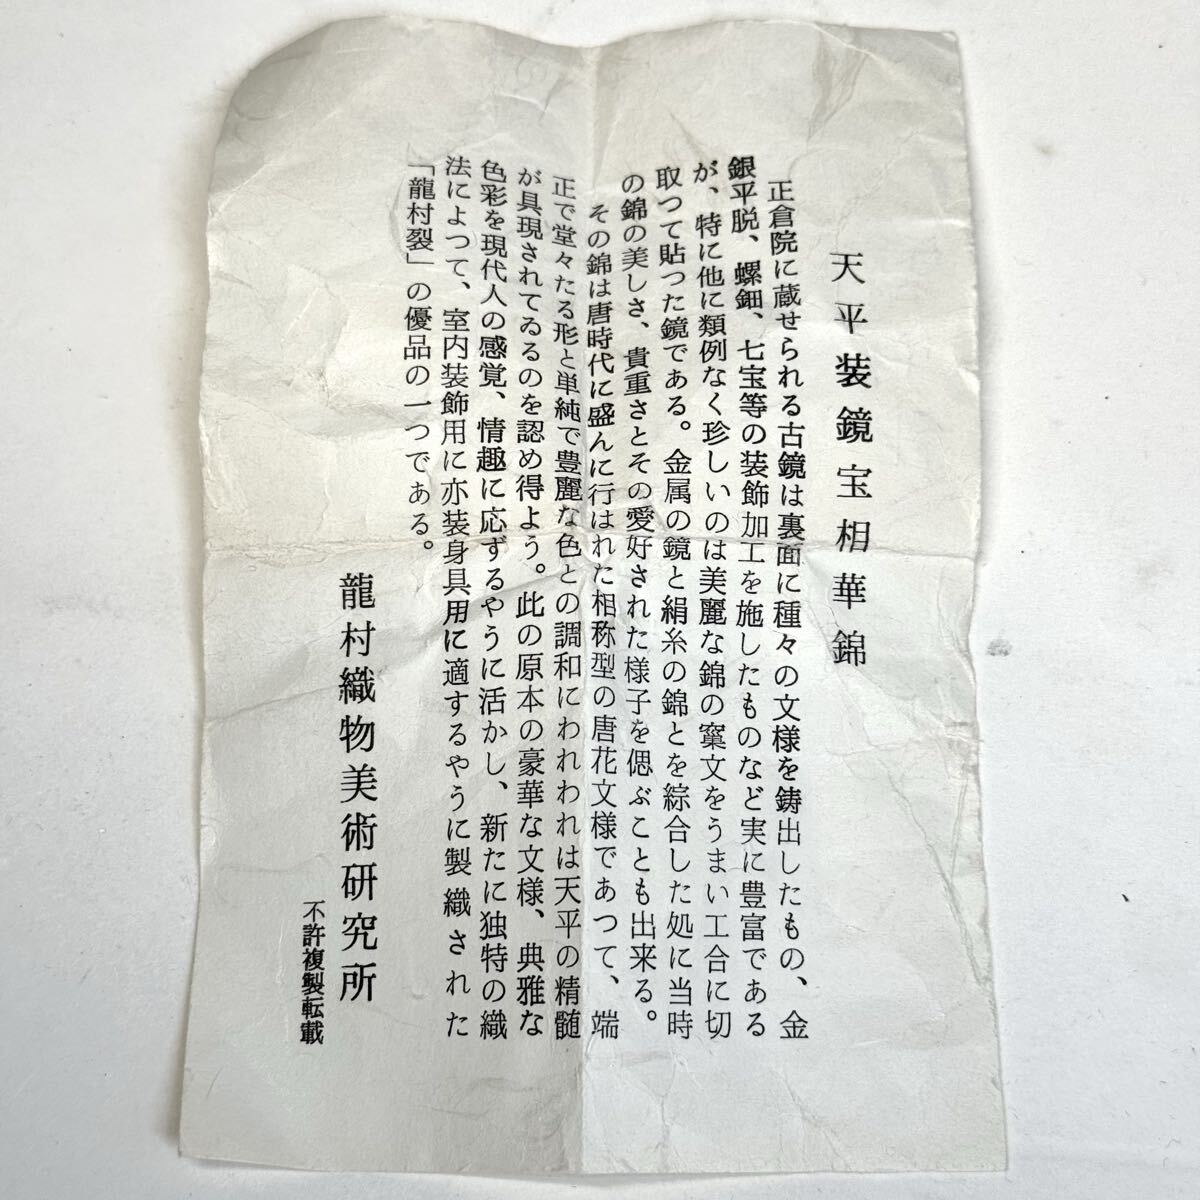 天平装鏡宝相華錦
正倉院に蔵せられる古鏡は裏面に種々の文様を鋳出したもの、金
銀平脱、螺鈿、七宝等の装飾加工を施したものなど実に豊富である
が、特に他に類例なく珍しいのは美麗な錦の窠文をうまい工合に切
取つて貼った鏡である。金属の鏡と絹糸の錦とを綜合した処に当時
の錦の美しさ、貴重さとその愛好された様子を偲ぶことも出来る。
その錦は唐時代に盛んに行はれた相称型の唐花文様であつて、端
正で堂々たる形と単純で豊麗な色との調和にわれわれは天平の精髄
が具現されてゐるのを認め得よう。此の原本の豪華な文様、典雅な
色彩を現代人の感覚、情趣に応ずるやうに活かし、新たに独特の織
法によつて、室内装飾用に亦装身具用に適するやうに製織された
「龍村裂」の優品の一つである。
龍村織物美術研究所
不許複製転載